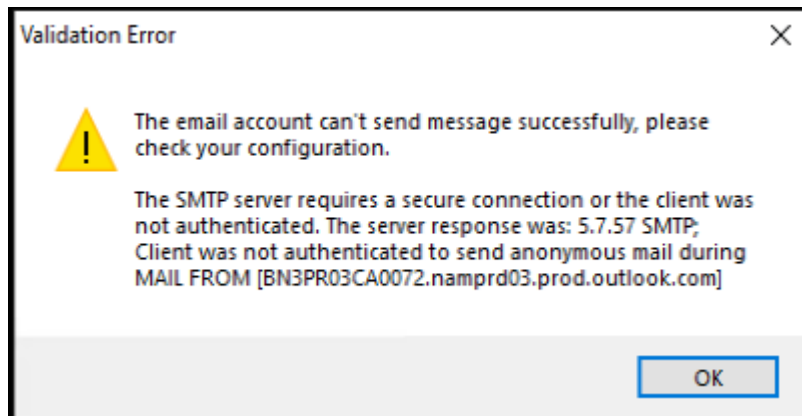 Validation Error
The email account can't send message successfully, please
check your configuration.
The SMTP server requires a secure connection or the client was
not authenticated. The server response was: 5.7.57 SMTP;
Client was not authenticated to send anonymous mail during
MAIL FROM [BN3PR03CA0072.namprd03.prod.outlook.com]
OK